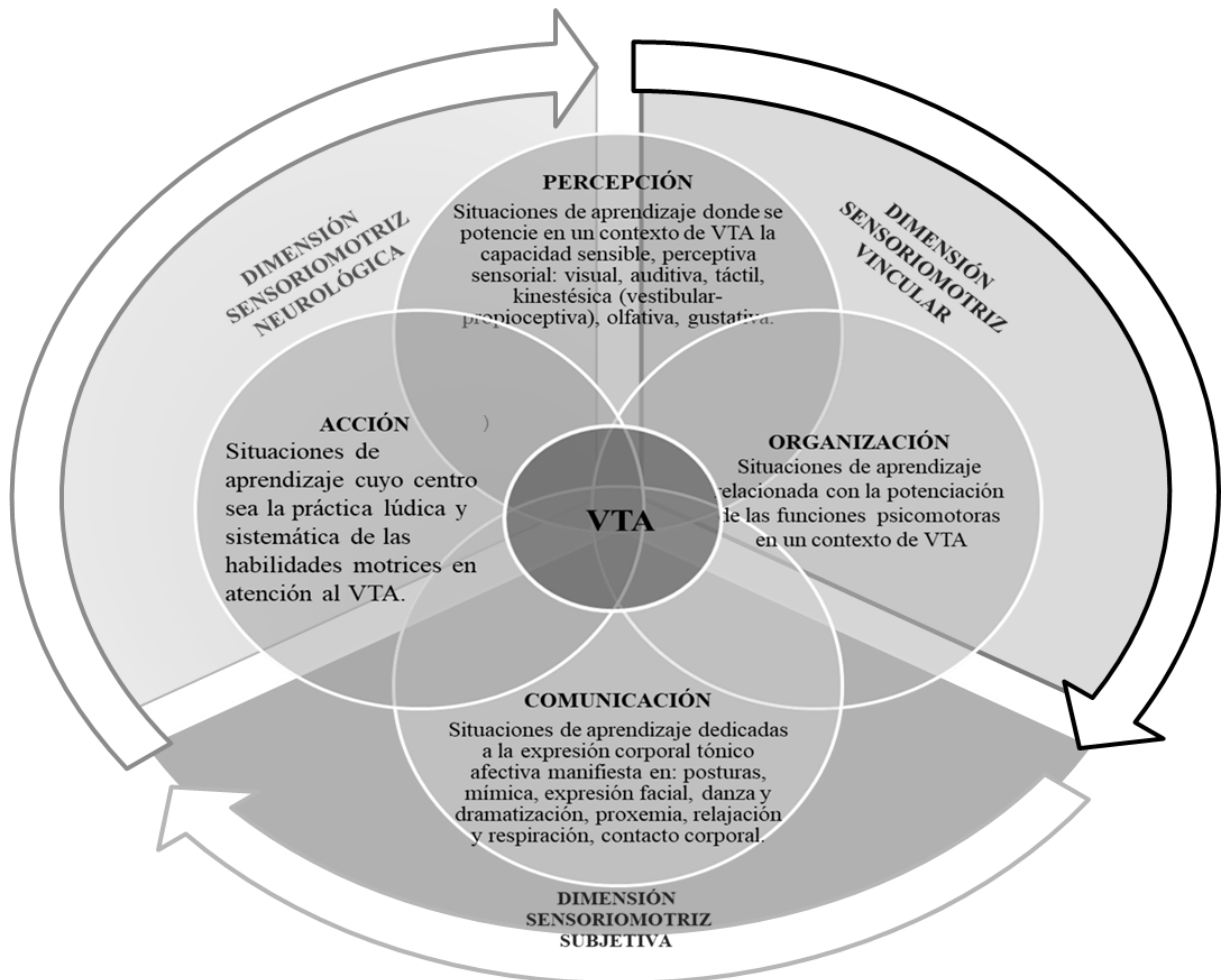 PERCEPCIÓN
Situaciones de aprendizaje donde se
potencie en un contexto de VTA la
capacidad sensible, perceptiva
sensorial: visual, auditiva, táctil,
kinestésica (vestibular-
propioceptiva), olfativa, gustativa.
DIMENSIÓN
SENSORIOMOTRIZ
NEUROLÓGICA
DIMENSIÓN
SENSORIOMOTRIZ
VINCULAR
ACCIÓN )
Situaciones de
aprendizaje cuyo centro
sea la práctica lúdica y
sistemática de las
habilidades motrices en
atención al VTA.
VTA
ORGANIZACIÓN
Situaciones de aprendizaje
relacionada con la potenciación
de las funciones psicomotoras
en un contexto de VTA
COMUNICACIÓN
Situaciones de aprendizaje dedicadas
a la expresión corporal tónico
afectiva manifiesta en: posturas,
mímica, expresión facial, danza y
dramatización, proxemia, relajación
y respiración, contacto corporal.
DIMENSIÓN
SENSORIOMOTRIZ
SUBJETIVA